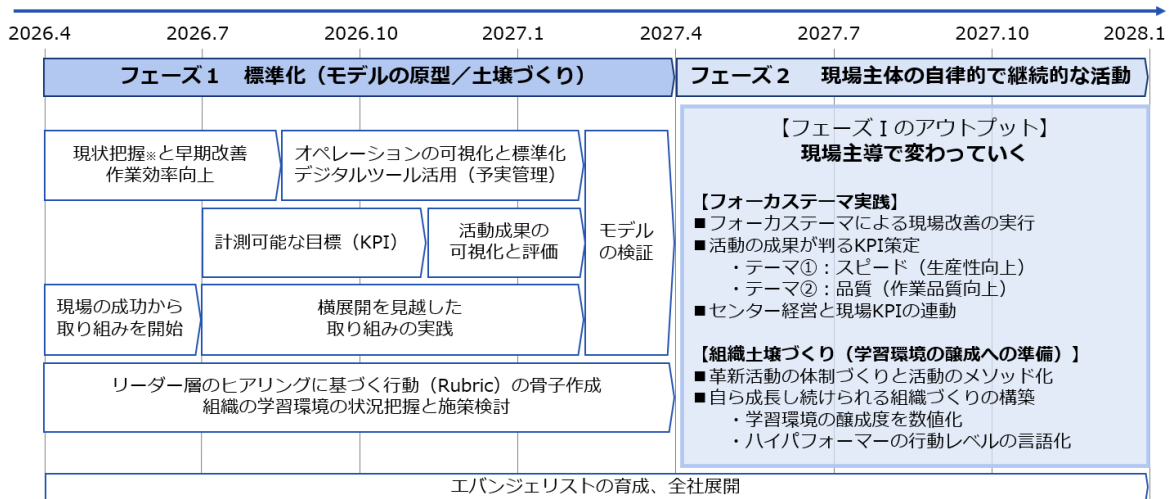 2026.4 2026.7 2026.10 2027.1 2027.4 2027.7 2027.10 2028.1
フェーズ１ 標準化（モデルの原型／土壌づくり）
フェーズ２ 現場主体の自律的で継続的な活動
現状把握※と早期改善
作業効率向上
オペレーションの可視化と標準化
デジタルツール活用（予実管理）
計測可能な目標（KPI）
活動成果の
可視化と評価
モデル
の検証
現場の成功から
取り組みを開始
横展開を見越した
取り組みの実践
リーダー層のヒアリングに基づく行動（Rubric）の骨子作成
組織の学習環境の状況把握と施策検討
【フェーズⅠのアウトプット】
現場主導で変わっていく
【フォーカステーマ実践】
■フォーカステーマによる現場改善の実行
■活動の成果が判るKPI策定
・テーマ①：スピード（生産性向上）
・テーマ②：品質（作業品質向上）
■センター経営と現場KPIの連動
【組織土壌づくり（学習環境の醸成への準備）】
■革新活動の体制づくりと活動のメソッド化
■自ら成長し続けられる組織づくりの構築
・学習環境の醸成度を数値化
・ハイパフォーマーの行動レベルの言語化
エバンジェリストの育成、全社展開